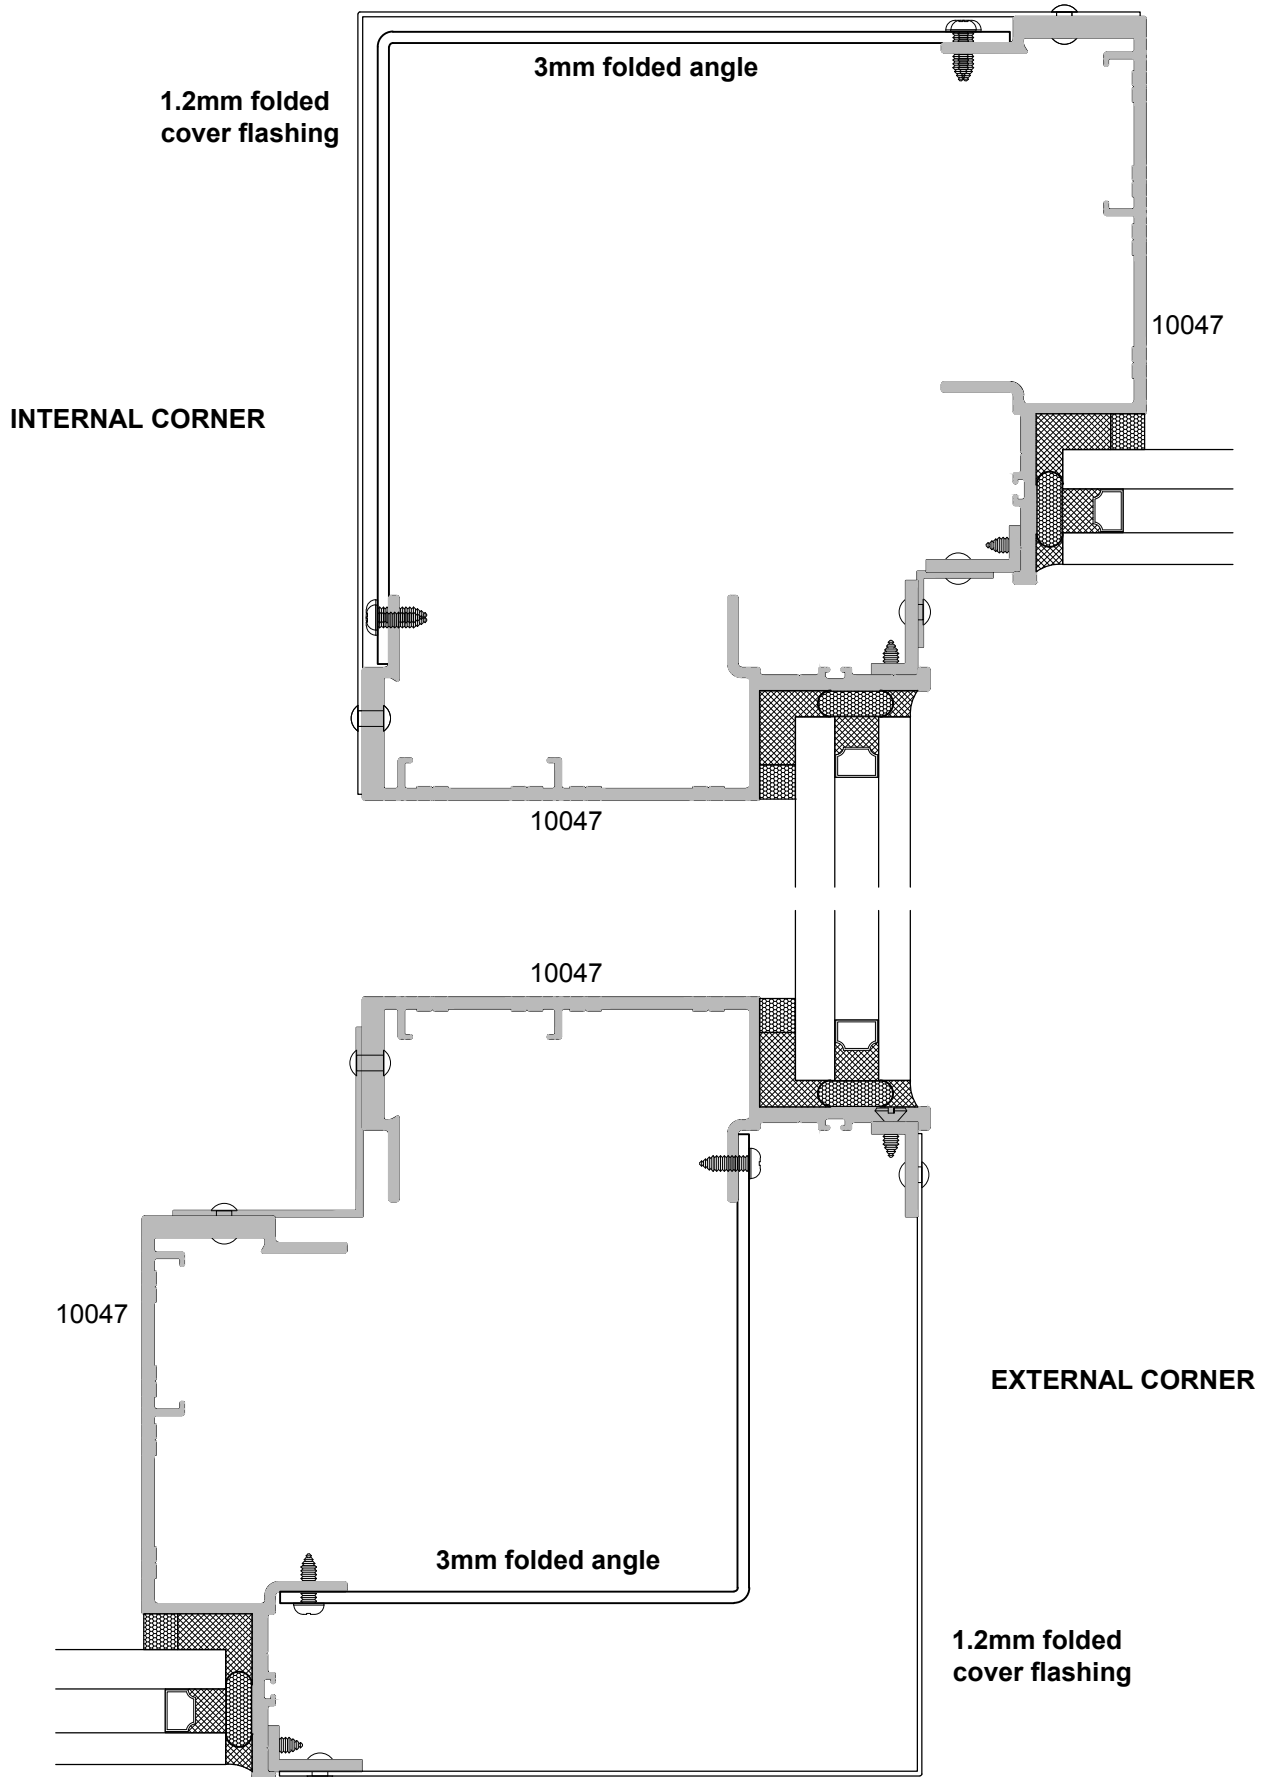 3mm folded angle
1.2mm folded
cover flashing
10047
INTERNAL CORNER
10047
10047
10047
EXTERNAL CORNER
3mm folded angle
1.2mm folded
cover flashing